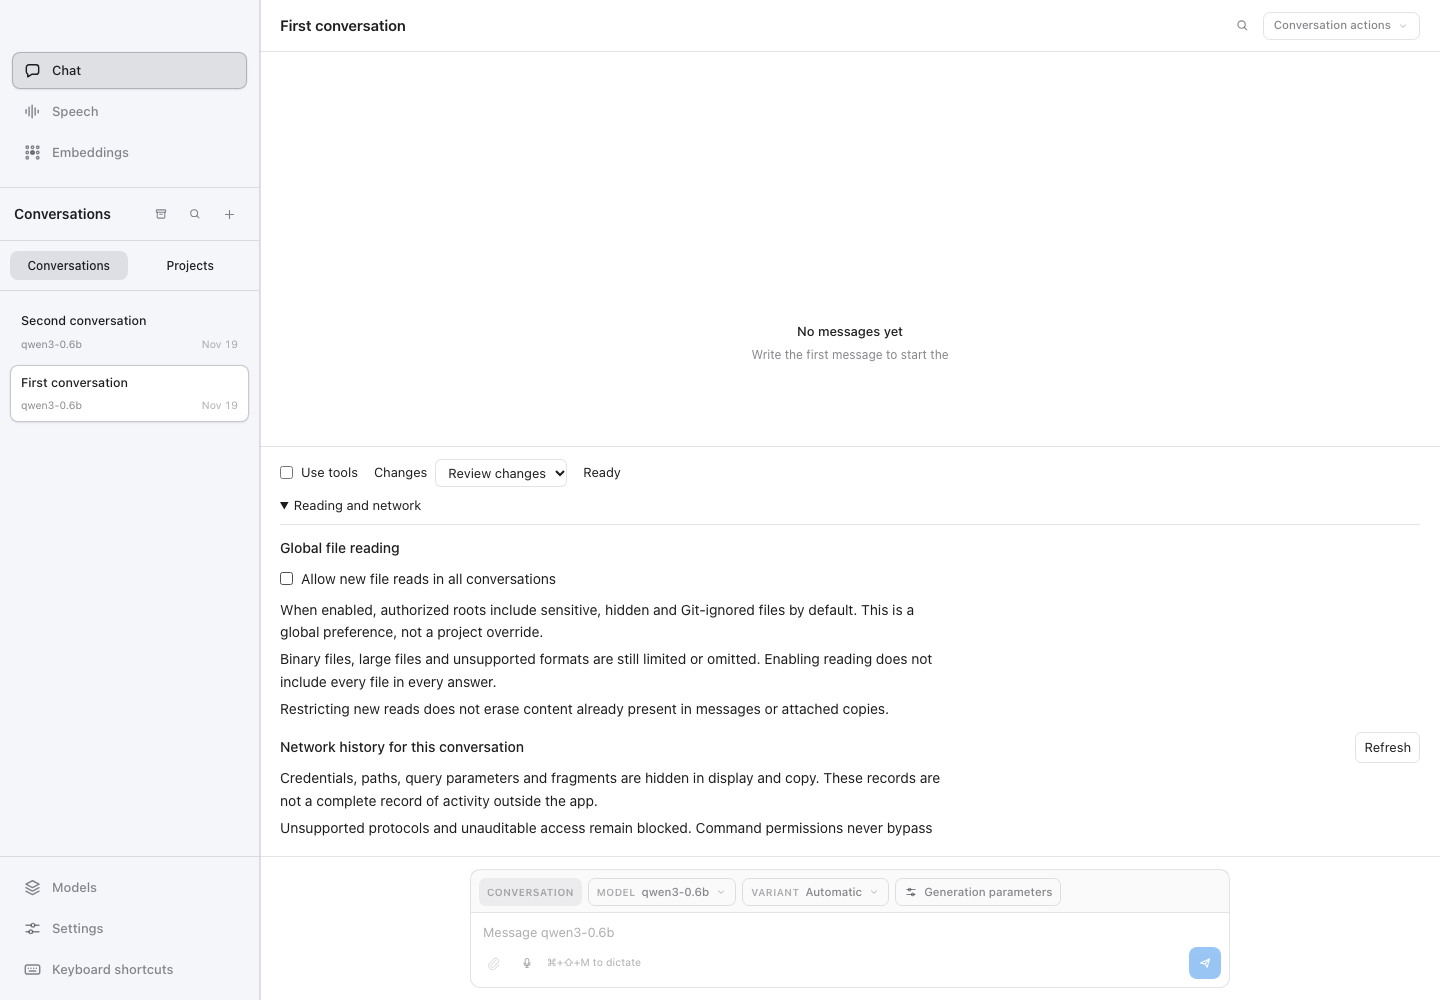 Chat
Speech
Embeddings
Conversations
Conversations
Projects
Second conversation
qwen3-0.6b
Nov 19
First conversation
qwen3-0.6b
Nov 19
Models
Settings
Keyboard shortcuts
First conversation
Conversation actions
No messages yet
Write the first message to start the
Use tools
Changes
Review changes
Ready
Reading and network
Global file reading
Allow new file reads in all conversations
When enabled, authorized roots include sensitive, hidden and Git-ignored files by default. This is a
global preference, not a project override.
Binary files, large files and unsupported formats are still limited or omitted. Enabling reading does not
include every file in every answer.
Restricting new reads does not erase content already present in messages or attached copies.
Network history for this conversation
Refresh
Credentials, paths, query parameters and fragments are hidden in display and copy. These records are
not a complete record of activity outside the app.
Unsupported protocols and unauditable access remain blocked. Command permissions never bypass
CONVERSATION
MODEL qwen3-0.6b
VARIANT Automatic
Generation parameters
Message qwen3-0.6b
⌘+⇧+M to dictate